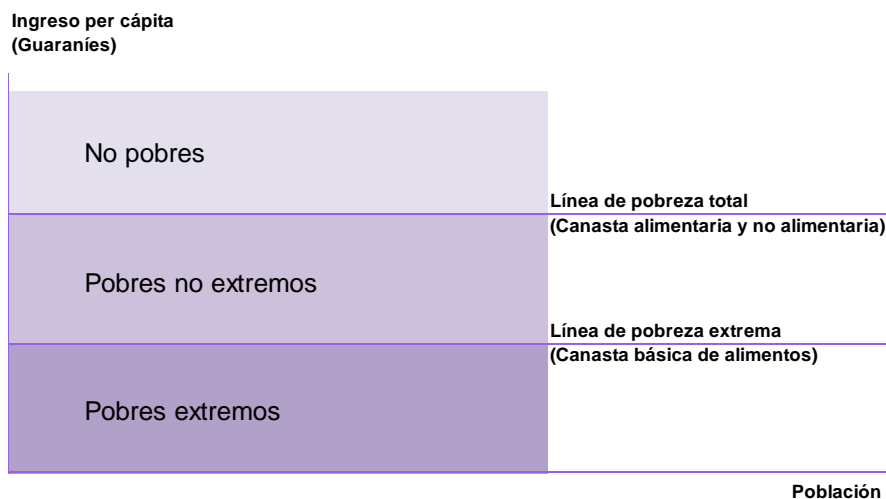 Ingreso per cápita
(Guaraníes)
No pobres
Línea de pobreza total
(Canasta alimentaria y no alimentaria)
Pobres no extremos
Línea de pobreza extrema
(Canasta básica de alimentos)
Pobres extremos
Población